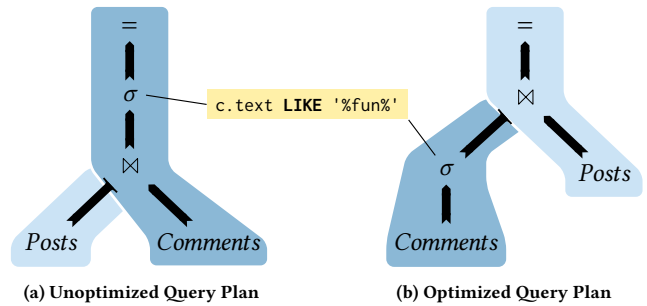 =
σ
⋈
Posts
Comments
(a) Unoptimized Query Plan
c.text LIKE '%fun%'
=
⋈
σ
Posts
Comments
(b) Optimized Query Plan